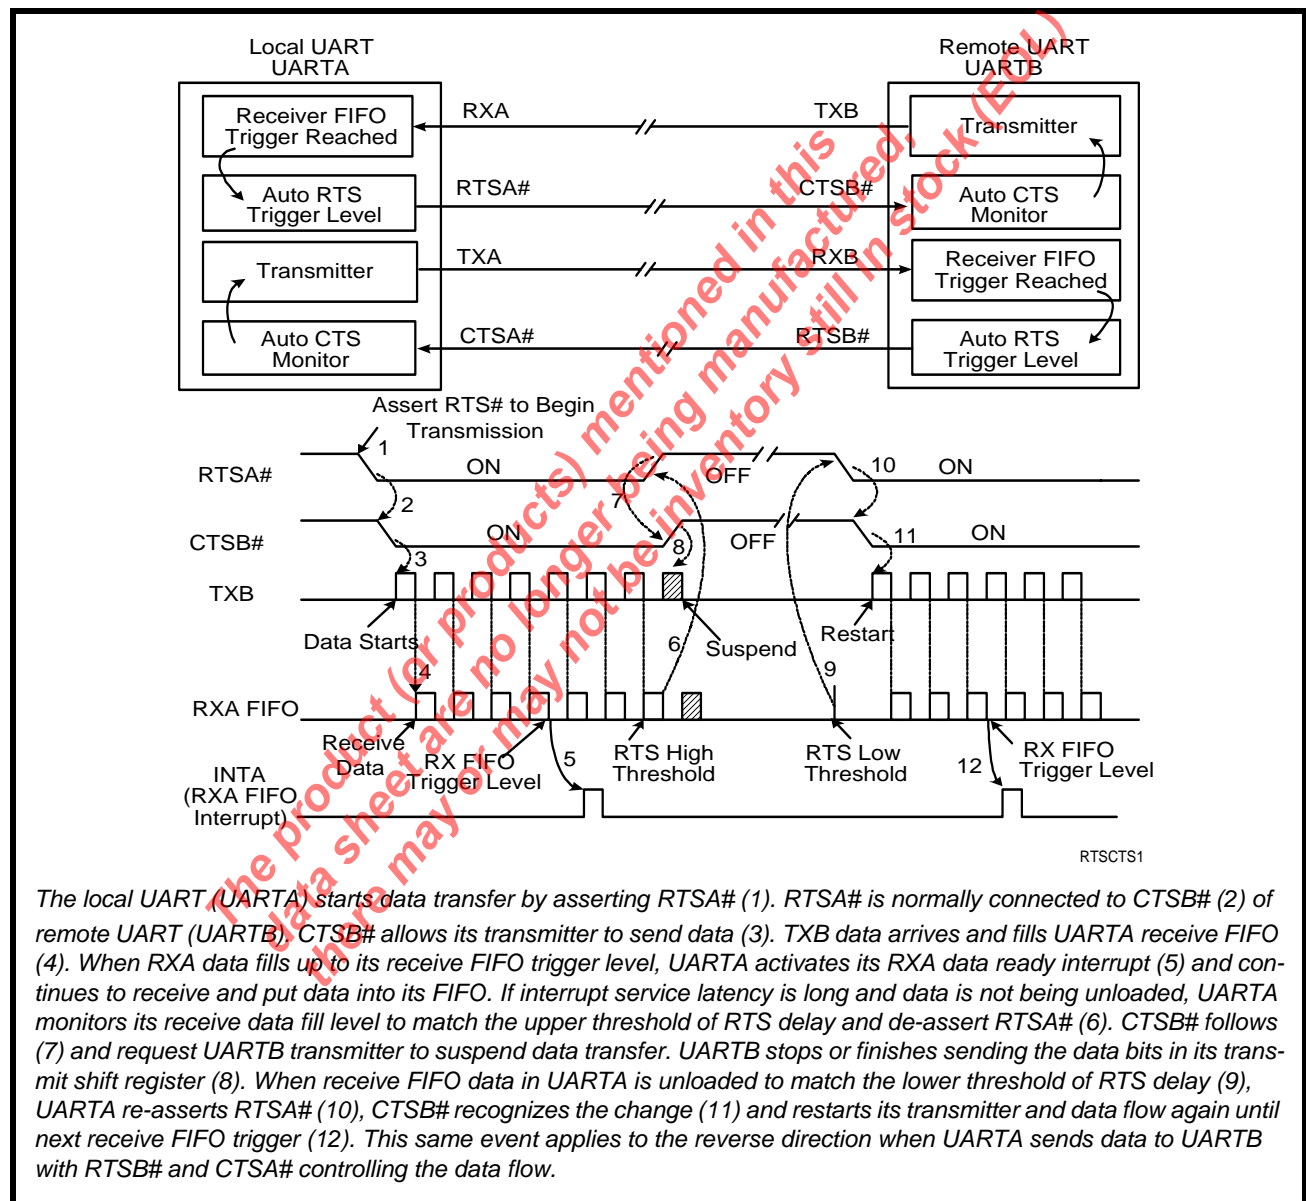 Local UART
UARTA
Remote UART
UARTB
Receiver FIFO
Trigger Reached
RXA
TXB
Transmitter
Auto RTS
Trigger Level
RTSA#
CTSB#
Auto CTS
Monitor
Transmitter
TXA
RXB
Receiver FIFO
Trigger Reached
Auto CTS
Monitor
CTSA#
RTSB#
Auto RTS
Trigger Level
Assert RTS# to Begin
Transmission
1
RTSA#
ON
7
OFF
10
ON
2
CTSB#
ON
8
OFF
11
ON
3
TXB
Data Starts
6
Suspend
Restart
4
9
RXA FIFO
Receive
Data
RX FIFO
Trigger Level
5
RTS High
Threshold
RTS Low
Threshold
12
RX FIFO
Trigger Level
INTA
(RXA FIFO
Interrupt)
RTSCTS1
The product (or products) mentioned in this
data sheet are no longer being manufactured,
there may or may not be inventory still in stock (EOL)
The local UART (UARTA) starts data transfer by asserting RTSA# (1). RTSA# is normally connected to CTSB# (2) of
remote UART (UARTB). CTSB# allows its transmitter to send data (3). TXB data arrives and fills UARTA receive FIFO
(4). When RXA data fills up to its receive FIFO trigger level, UARTA activates its RXA data ready interrupt (5) and con-
tinues to receive and put data into its FIFO. If interrupt service latency is long and data is not being unloaded, UARTA
monitors its receive data fill level to match the upper threshold of RTS delay and de-assert RTSA# (6). CTSB# follows
(7) and request UARTB transmitter to suspend data transfer. UARTB stops or finishes sending the data bits in its trans-
mit shift register (8). When receive FIFO data in UARTA is unloaded to match the lower threshold of RTS delay (9),
UARTA re-asserts RTSA# (10), CTSB# recognizes the change (11) and restarts its transmitter and data flow again until
next receive FIFO trigger (12). This same event applies to the reverse direction when UARTA sends data to UARTB
with RTSB# and CTSA# controlling the data flow.